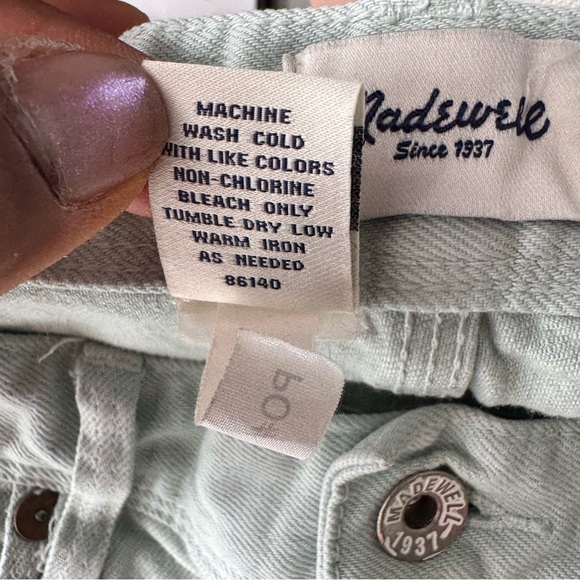 MACHINE
WASH COLD
WITH LIKE COLORS
NON-CHLORINE
BLEACH ONLY
TUMBLE DRY LOW
WARM IRON
AS NEEDED
86140
Madewell
Since 1937
MADEWELL
1937